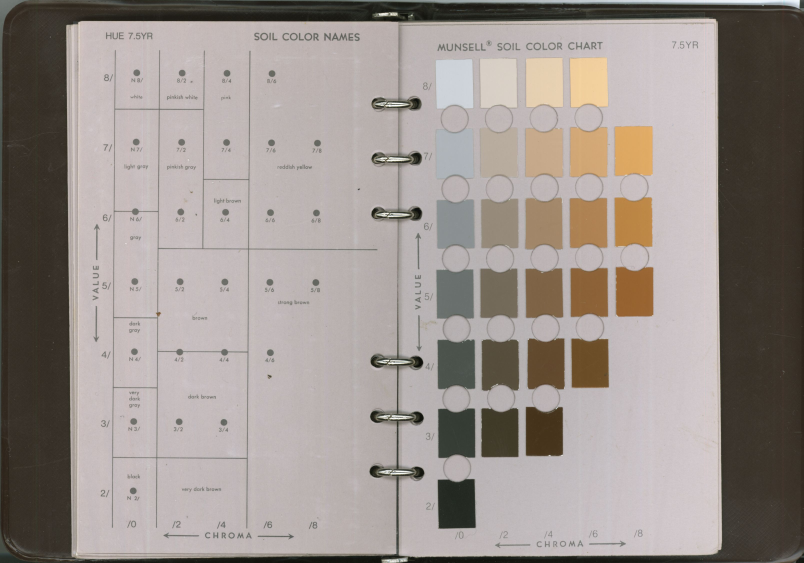 HUE 7.5YR
SOIL COLOR NAMES
8/
N 8/
8/2
8/4
8/6
white
pinkish white
pink
7/
N 7/
7/2
7/4
7/6
7/8
light gray
pinkish gray
reddish yellow
light brown
6/
N 6/
6/2
6/4
6/6
6/8
gray
VALUE
5/
N 5/
5/2
5/4
5/6
5/8
strong brown
brown
dark
gray
4/
N 4/
4/2
4/4
4/6
very
dark
gray
dark brown
3/
N 3/
3/2
3/4
black
very dark brown
2/
N 2/
/0
/2
/4
/6
/8
CHROMA
MUNSELL® SOIL COLOR CHART
7.5YR
8/
7/
6/
VALUE
5/
4/
3/
2/
/0
/2
/4
/6
/8
CHROMA